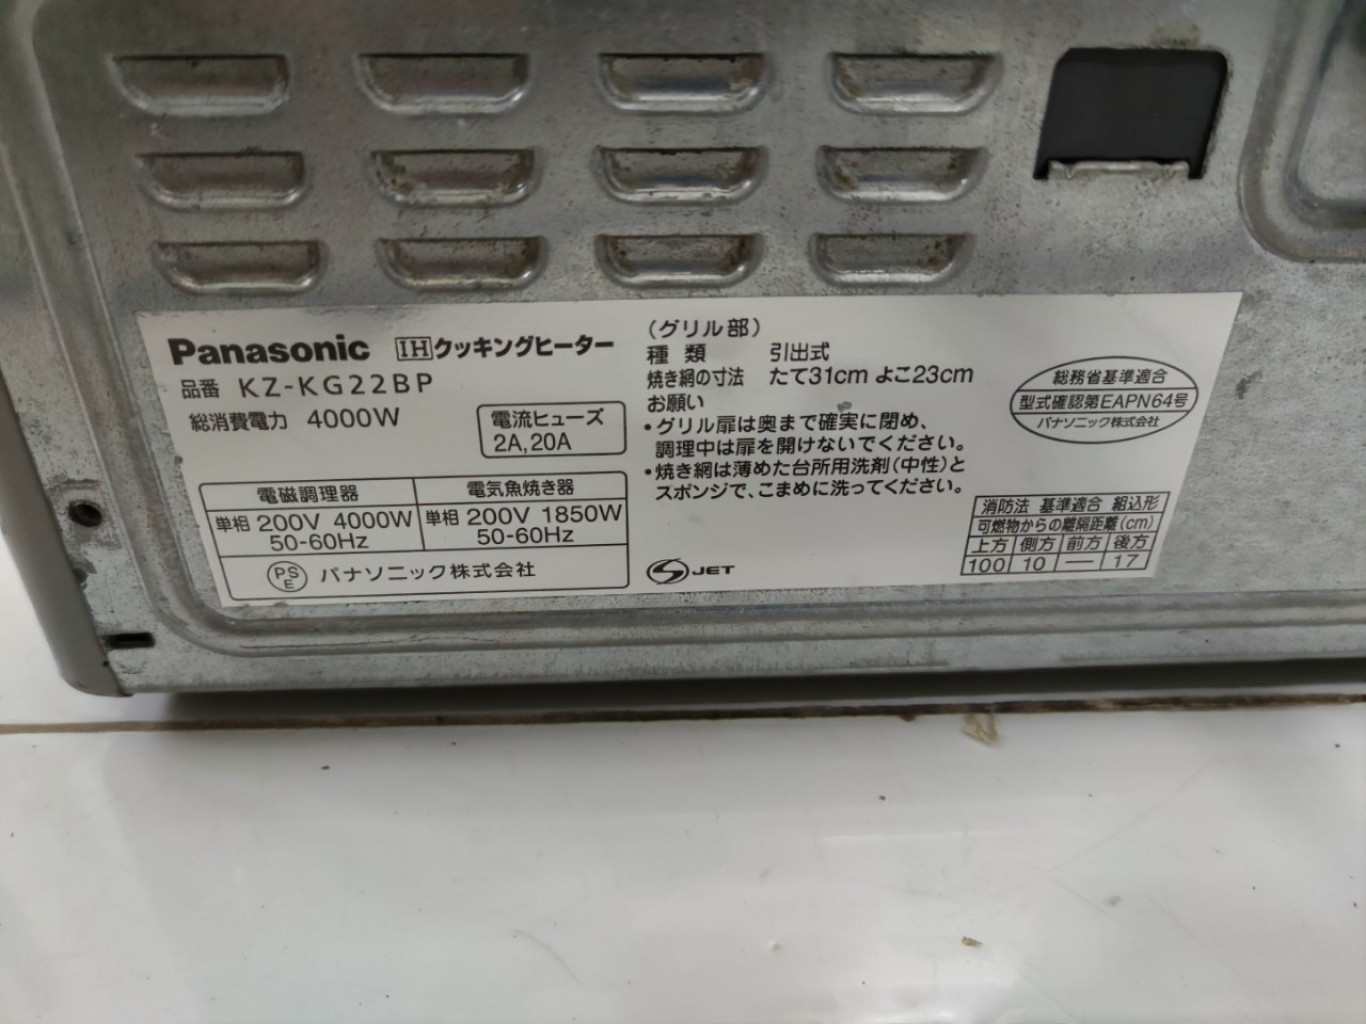 Panasonic IHクッキングヒーター
品番 KZ-KG22BP
総消費電力 4000W
電流ヒューズ
2A,20A
電磁調理器 電気魚焼き器
単相 200V 4000W 単相 200V 1850W
50-60Hz 50-60Hz
PS
E パナソニック株式会社
(グリル部)
種 類 引出式
焼き網の寸法 たて31cm よこ23cm
お願い
・グリル扉は奥まで確実に閉め、
調理中は扉を開けないでください。
・焼き網は薄めた台所用洗剤(中性)と
スポンジで、こまめに洗ってください。
JET
総務省基準適合
型式確認第EAPN64号
パナソニック株式会社
消防法 基準適合 組込形
可燃物からの離隔距離(cm)
上方 側方 前方 後方
100 10 — 17